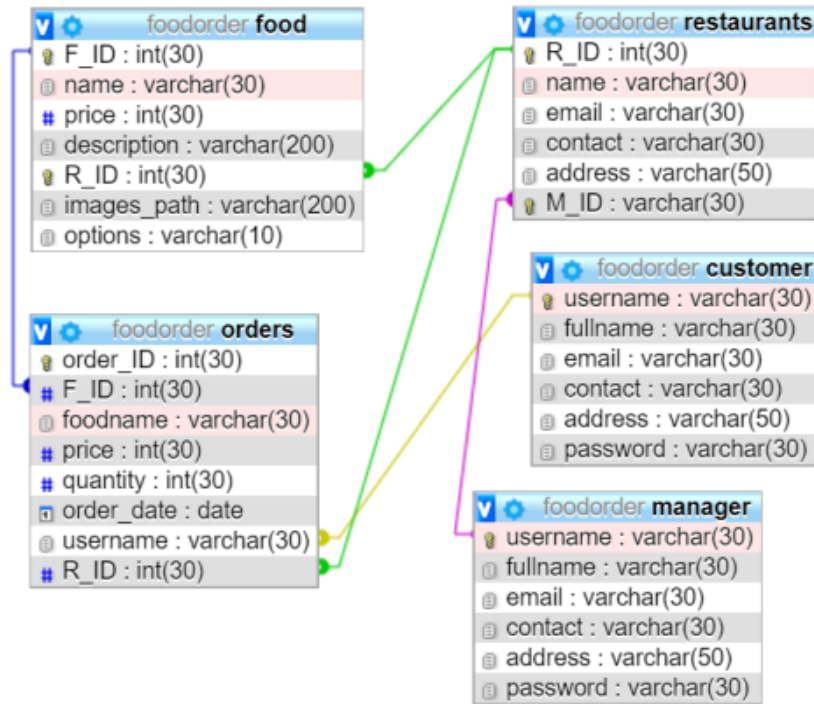 foodorder food
F_ID : int(30)
name : varchar(30)
price : int(30)
description : varchar(200)
R_ID : int(30)
images_path : varchar(200)
options : varchar(10)
foodorder orders
order_ID : int(30)
F_ID : int(30)
foodname : varchar(30)
price : int(30)
quantity : int(30)
order_date : date
username : varchar(30)
R_ID : int(30)
foodorder restaurants
R_ID : int(30)
name : varchar(30)
email : varchar(30)
contact : varchar(30)
address : varchar(50)
M_ID : varchar(30)
foodorder customer
username : varchar(30)
fullname : varchar(30)
email : varchar(30)
contact : varchar(30)
address : varchar(50)
password : varchar(30)
foodorder manager
username : varchar(30)
fullname : varchar(30)
email : varchar(30)
contact : varchar(30)
address : varchar(50)
password : varchar(30)